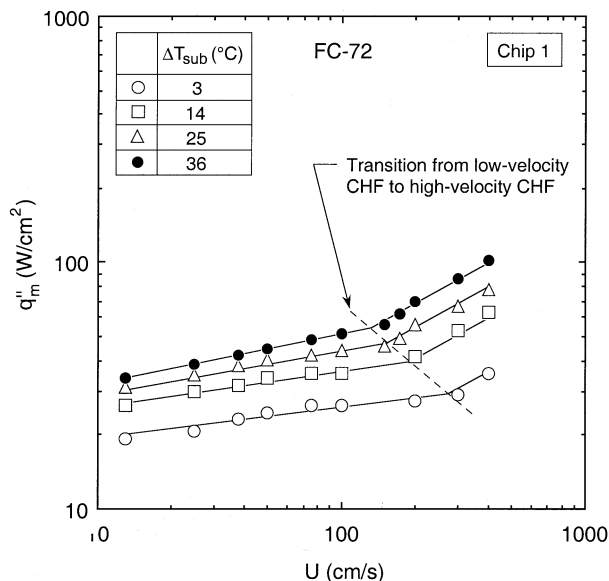 1000
ΔTsub (°C)
3
14
25
36
FC-72
Chip 1
Transition from low-velocity
CHF to high-velocity CHF
100
q"m (W/cm²)
10
10
100
1000
U (cm/s)